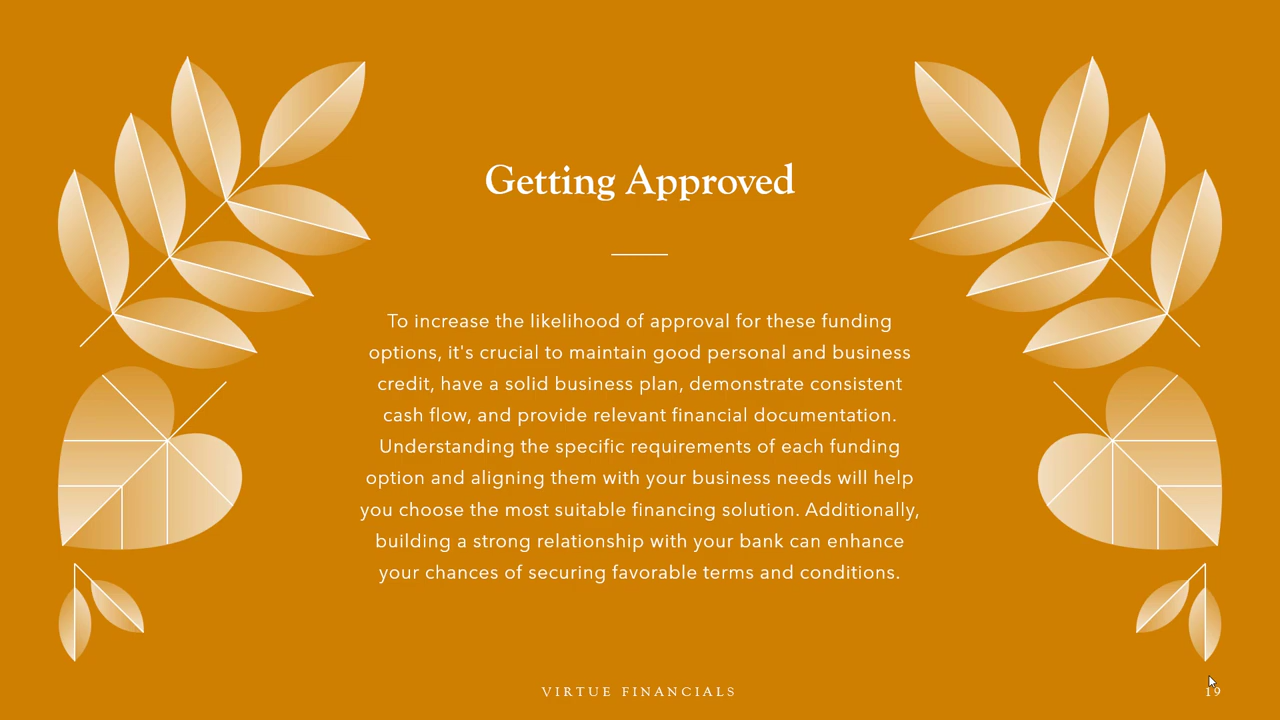 Getting Approved
To increase the likelihood of approval for these funding
options, it's crucial to maintain good personal and business
credit, have a solid business plan, demonstrate consistent
cash flow, and provide relevant financial documentation.
Understanding the specific requirements of each funding
option and aligning them with your business needs will help
you choose the most suitable financing solution. Additionally,
building a strong relationship with your bank can enhance
your chances of securing favorable terms and conditions.
VIRTUE FINANCIALS
19